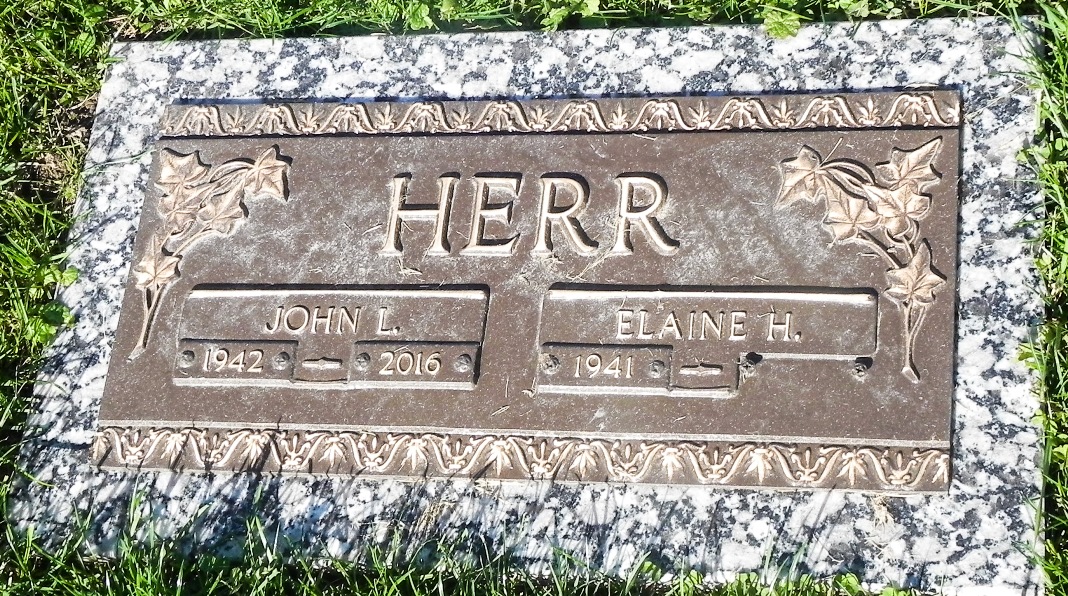 HERR
JOHN L.
1942 - 2016
ELAINE H.
1941 -